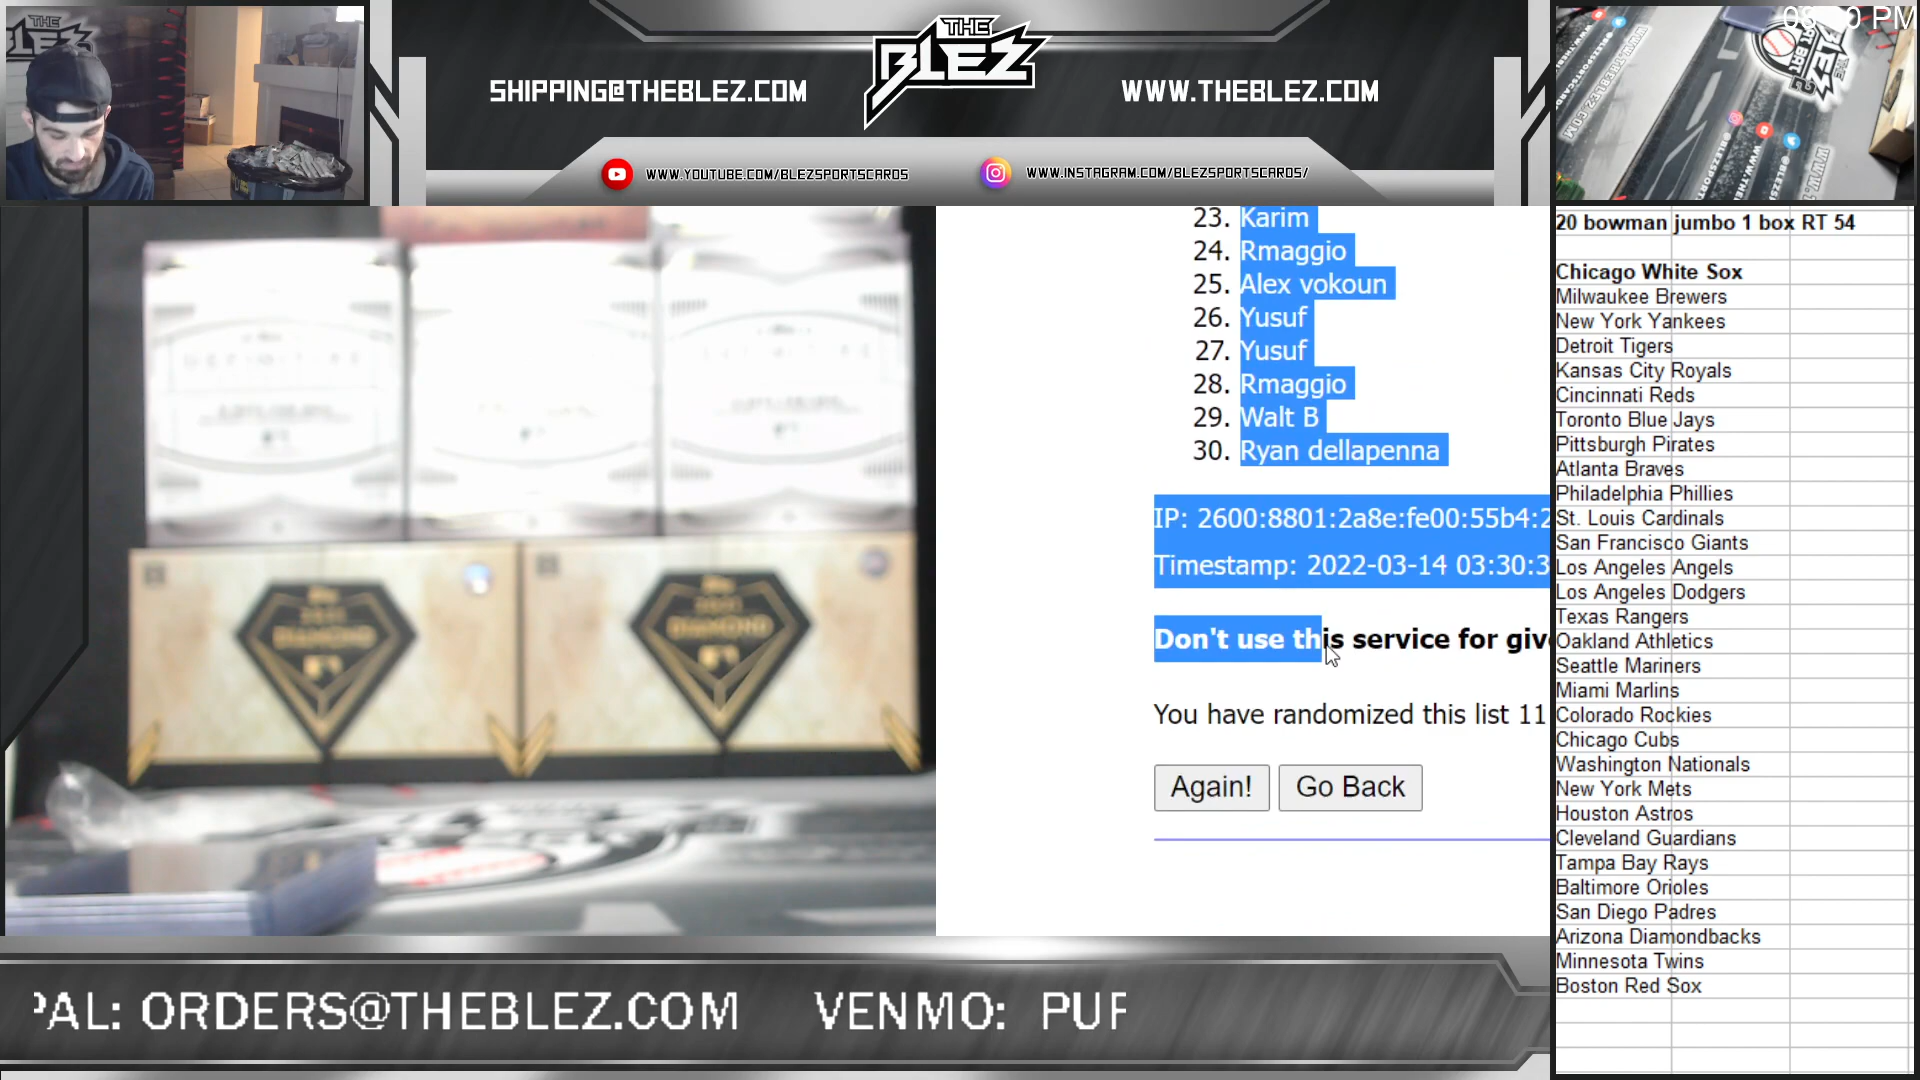 THE
BLEZ
SHIPPING@THEBLEZ.COM
WWW.THEBLEZ.COM
WWW.YOUTUBE.COM/BLEZSPORTSCARDS
WWW.INSTAGRAM.COM/BLEZSPORTSCARDS/
PM
23. Karim
24. Rmaggio
25. Alex vokoun
26. Yusuf
27. Yusuf
28. Rmaggio
29. Walt B
30. Ryan dellapenna
IP: 2600:8801:2a8e:fe00:55b4:2
Timestamp: 2022-03-14 03:30:3
Don't use this service for giv
You have randomized this list 11
Again! Go Back
20 bowman jumbo 1 box RT 54
Chicago White Sox
Milwaukee Brewers
New York Yankees
Detroit Tigers
Kansas City Royals
Cincinnati Reds
Toronto Blue Jays
Pittsburgh Pirates
Atlanta Braves
Philadelphia Phillies
St. Louis Cardinals
San Francisco Giants
Los Angeles Angels
Los Angeles Dodgers
Texas Rangers
Oakland Athletics
Seattle Mariners
Miami Marlins
Colorado Rockies
Chicago Cubs
Washington Nationals
New York Mets
Houston Astros
Cleveland Guardians
Tampa Bay Rays
Baltimore Orioles
San Diego Padres
Arizona Diamondbacks
Minnesota Twins
Boston Red Sox
DIAMOND
DIAMOND
PAL: ORDERS@THEBLEZ.COM VENMO: PUR